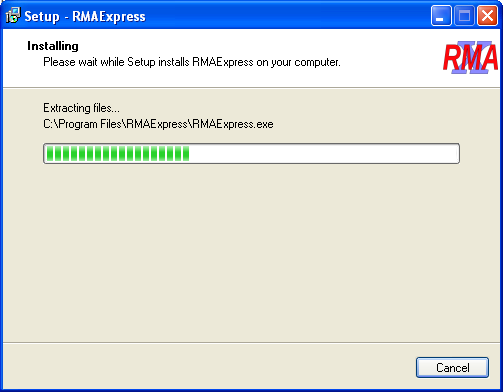 Setup - RMAExpress
Installing
Please wait while Setup installs RMAExpress on your computer.
RMA
Extracting files...
C:\Program Files\RMAExpress\RMAExpress.exe
Cancel